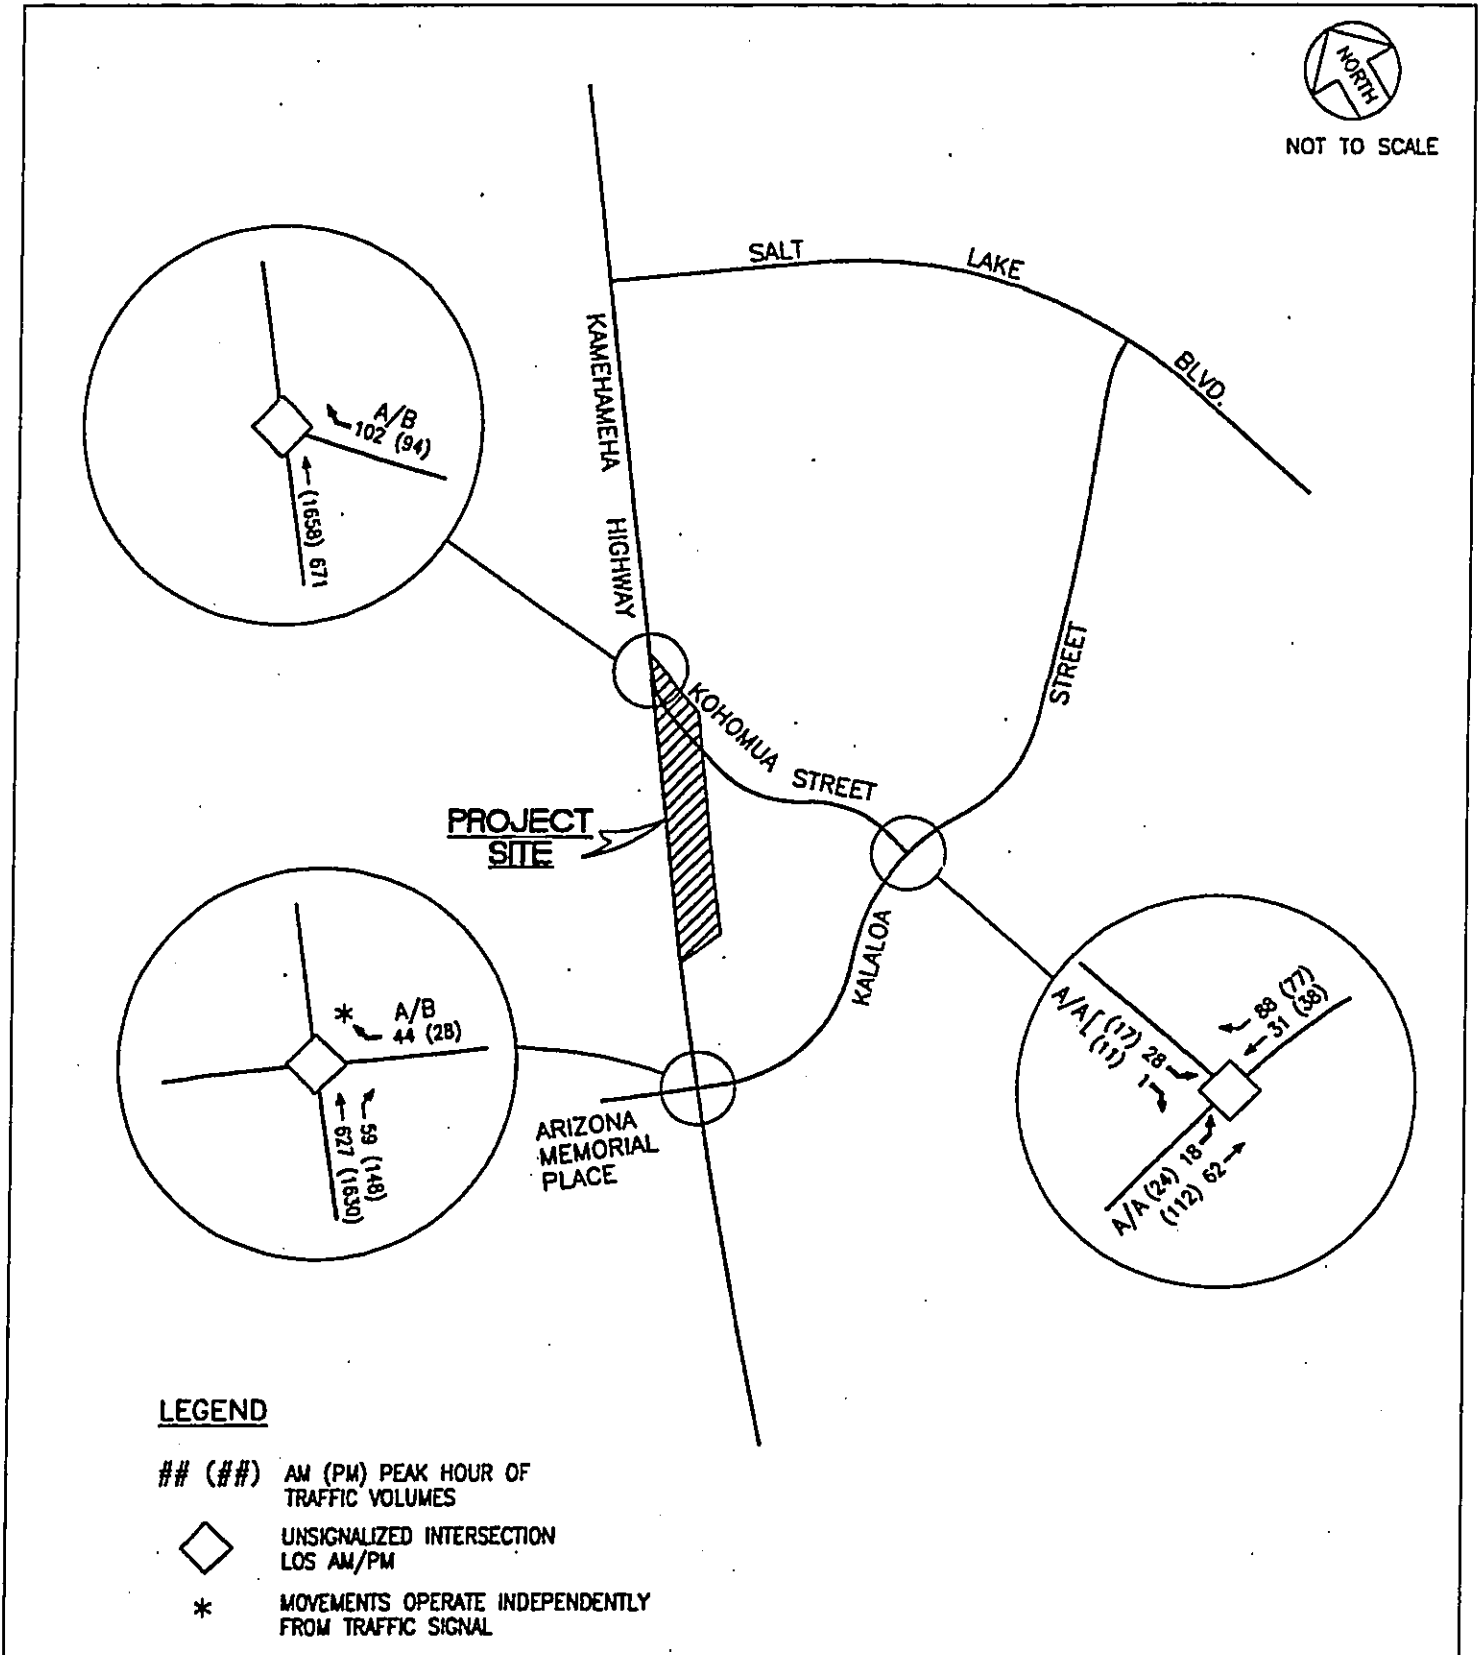 NORTH
NOT TO SCALE
SALT LAKE BLVD.
KAMEHAMEHA HIGHWAY
A/B
102 (94)
(1658) 671
KOHOMUA STREET
STREET
PROJECT
SITE
KALALOA
A/B
* 44 (28)
59 (148)
627 (1630)
ARIZONA
MEMORIAL
PLACE
88 (77)
31 (38)
A/A [ (17) 28
(11) 1
A/A (24) 18
(112) 62
LEGEND
## (##) AM (PM) PEAK HOUR OF
TRAFFIC VOLUMES
UNSIGNALIZED INTERSECTION
LOS AM/PM
* MOVEMENTS OPERATE INDEPENDENTLY
FROM TRAFFIC SIGNAL